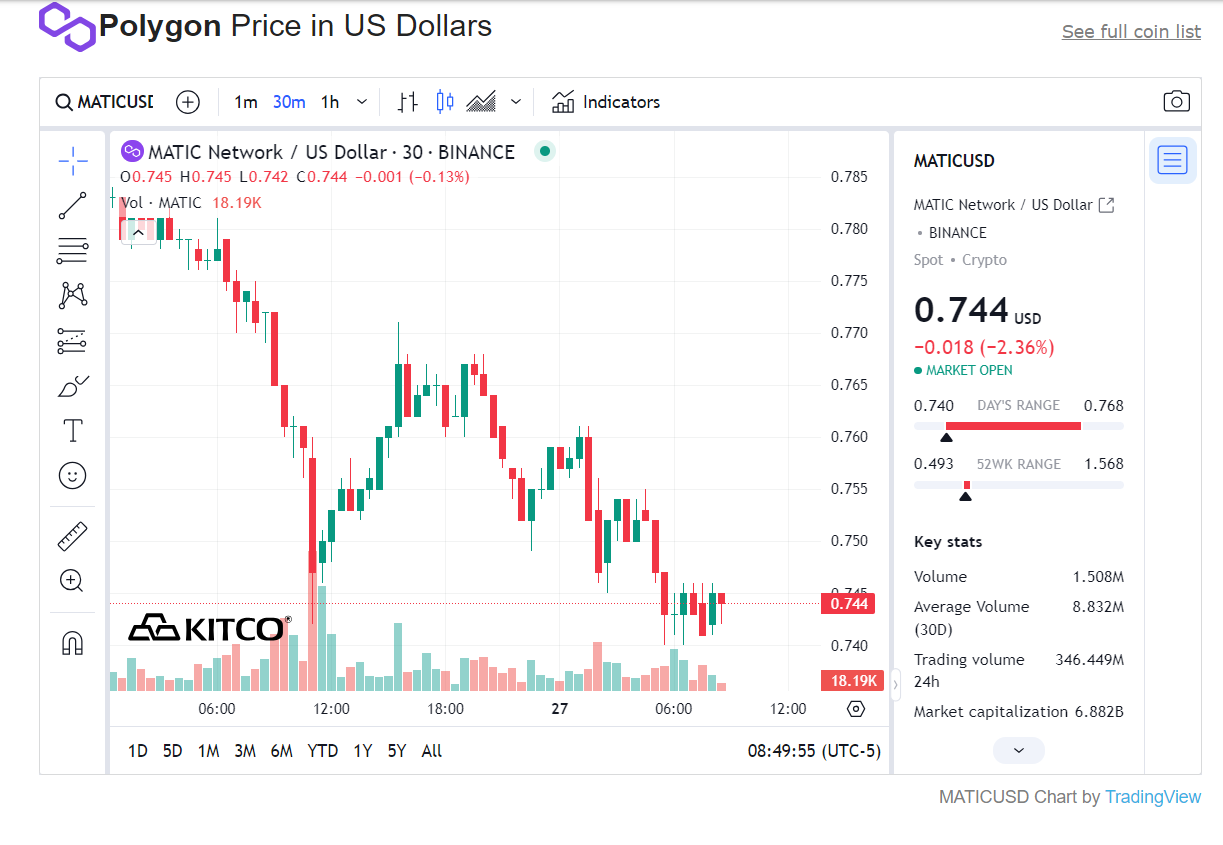 Polygon Price in US Dollars
See full coin list
MATICUSD
1m 30m 1h
Indicators
MATIC Network / US Dollar · 30 · BINANCE
O0.745 H0.745 L0.742 C0.744 −0.001 (−0.13%)
Vol · MATIC 18.19K
0.785
0.780
0.775
0.770
0.765
0.760
0.755
0.750
0.745
0.744
0.740
18.19K
KITCO®
06:00 12:00 18:00 27 06:00 12:00
1D 5D 1M 3M 6M YTD 1Y 5Y All
08:49:55 (UTC-5)
MATICUSD
MATIC Network / US Dollar
• BINANCE
Spot • Crypto
0.744 USD
−0.018 (−2.36%)
MARKET OPEN
0.740 DAY'S RANGE 0.768
0.493 52WK RANGE 1.568
Key stats
Volume 1.508M
Average Volume 8.832M
(30D)
Trading volume 346.449M
24h
Market capitalization 6.882B
MATICUSD Chart by TradingView